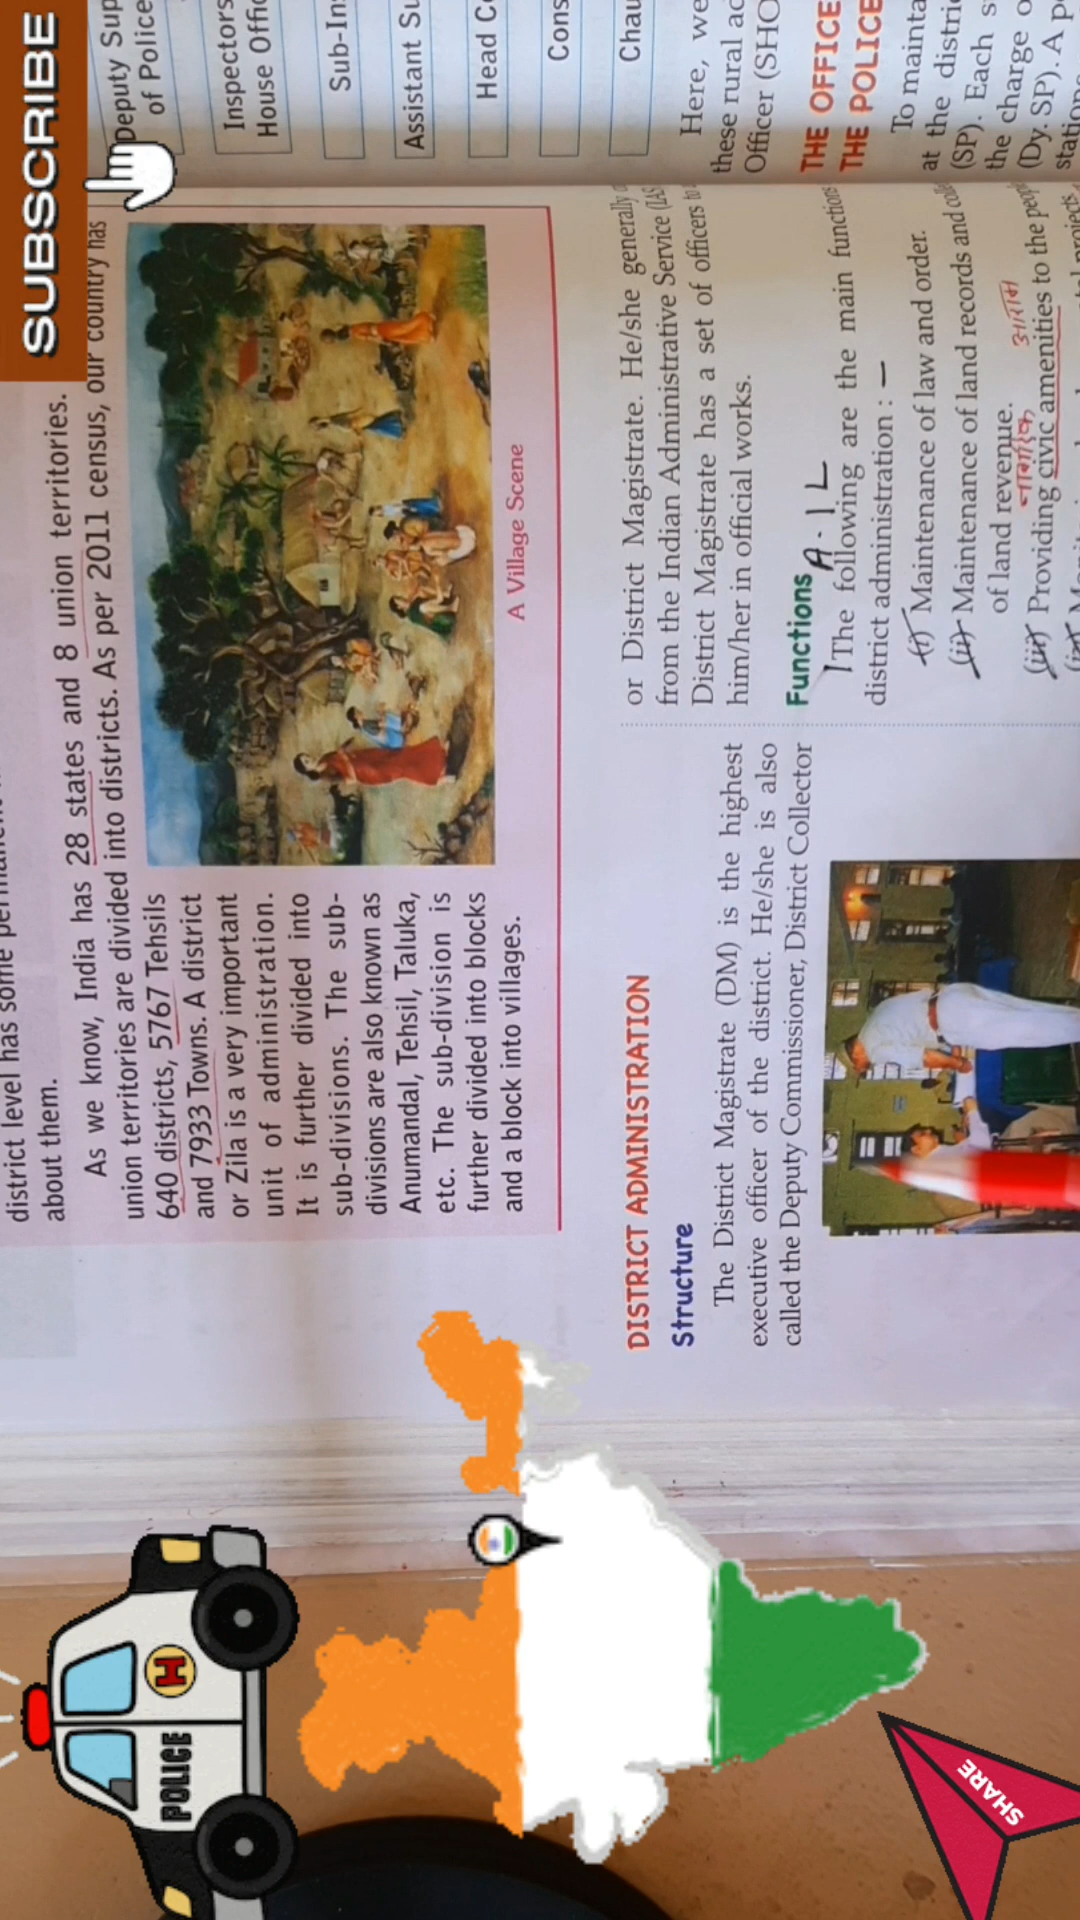 SUBSCRIBE
district level has some
about them.
As we know, India has 28 states and 8 union territories.
union territories are divided into districts. As per 2011 census, our country has
640 districts, 5767 Tehsils
and 7933 Towns. A district
or Zila is a very important
unit of administration.
It is further divided into
sub-divisions. The sub-
divisions are also known as
Anumandal, Tehsil, Taluka,
etc. The sub-division is
further divided into blocks
and a block into villages.
A Village Scene
DISTRICT ADMINISTRATION
Structure
The District Magistrate (DM) is the highest
executive officer of the district. He/she is also
called the Deputy Commissioner, District Collector
or District Magistrate. He/she generally
from the Indian Administrative Service (IAS
District Magistrate has a set of officers to
him/her in official works.
Functions A.1L
The following are the main functions
district administration : –
(i) Maintenance of law and order.
(ii) Maintenance of land records and
of land revenue.
नागरिक आराम
(iii) Providing civic amenities to the
Deputy Sup
of Police
Inspectors
House Offic
Sub-In
Assistant Su
Head Co
Cons
Chau
Here, we
these rural
Officer (SHO
THE OFFICE
THE POLICE
To mainta
at the distri
(SP). Each
the charge
(Dy. SP). A
station
POLICE
H
SHARE